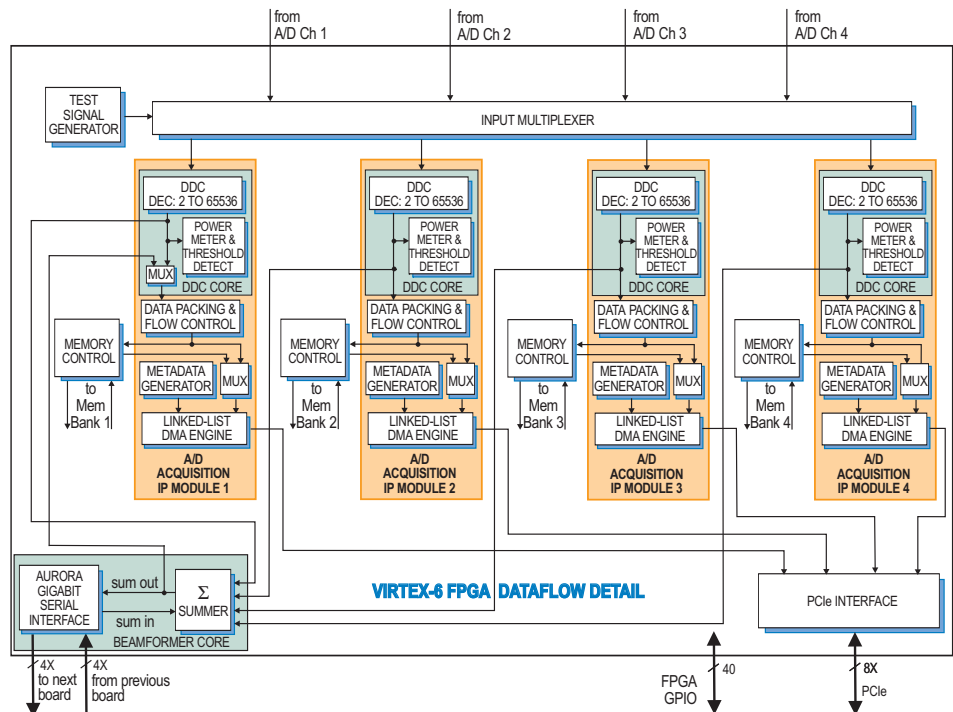 from
A/D Ch 1
from
A/D Ch 2
from
A/D Ch 3
from
A/D Ch 4
TEST
SIGNAL
GENERATOR
INPUT MULTIPLEXER
DDC
DEC: 2 TO 65536
POWER
METER &
THRESHOLD
DETECT
MUX
DDC CORE
DATA PACKING &
FLOW CONTROL
MEMORY
CONTROL
METADATA
GENERATOR
MUX
to
Mem
Bank 1
LINKED-LIST
DMA ENGINE
A/D
ACQUISITION
IP MODULE 1
DDC
DEC: 2 TO 65536
POWER
METER &
THRESHOLD
DETECT
DDC CORE
DATA PACKING &
FLOW CONTROL
MEMORY
CONTROL
METADATA
GENERATOR
MUX
to
Mem
Bank 2
LINKED-LIST
DMA ENGINE
A/D
ACQUISITION
IP MODULE 2
DDC
DEC: 2 TO 65536
POWER
METER &
THRESHOLD
DETECT
DDC CORE
DATA PACKING &
FLOW CONTROL
MEMORY
CONTROL
METADATA
GENERATOR
MUX
to
Mem
Bank 3
LINKED-LIST
DMA ENGINE
A/D
ACQUISITION
IP MODULE 3
DDC
DEC: 2 TO 65536
POWER
METER &
THRESHOLD
DETECT
DDC CORE
DATA PACKING &
FLOW CONTROL
MEMORY
CONTROL
METADATA
GENERATOR
MUX
to
Mem
Bank 4
LINKED-LIST
DMA ENGINE
A/D
ACQUISITION
IP MODULE 4
AURORA
GIGABIT
SERIAL
INTERFACE
sum out
sum in
Σ
SUMMER
BEAMFORMER CORE
VIRTEX-6 FPGA DATAFLOW DETAIL
PCIe INTERFACE
4X
to next
board
4X
from previous
board
40
FPGA
GPIO
8X
PCIe